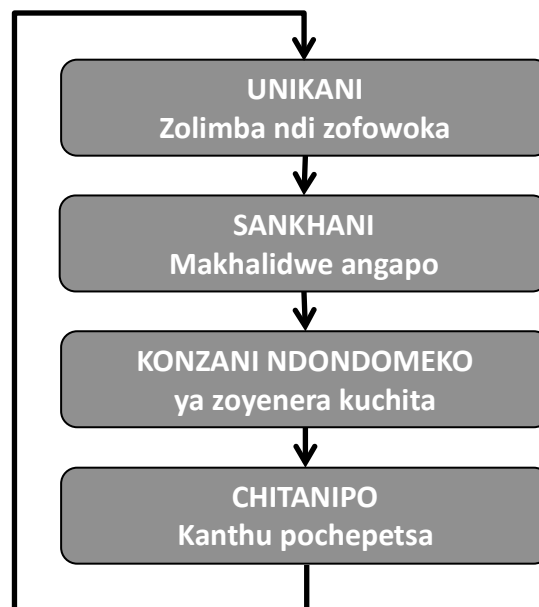 UNIKANI
Zolimba ndi zofowoka
SANKHANI
Makhalidwe angapo
KONZANI NDONDOMEKO
ya zoyenera kuchita
CHITANIPO
Kanthu pochepetsa